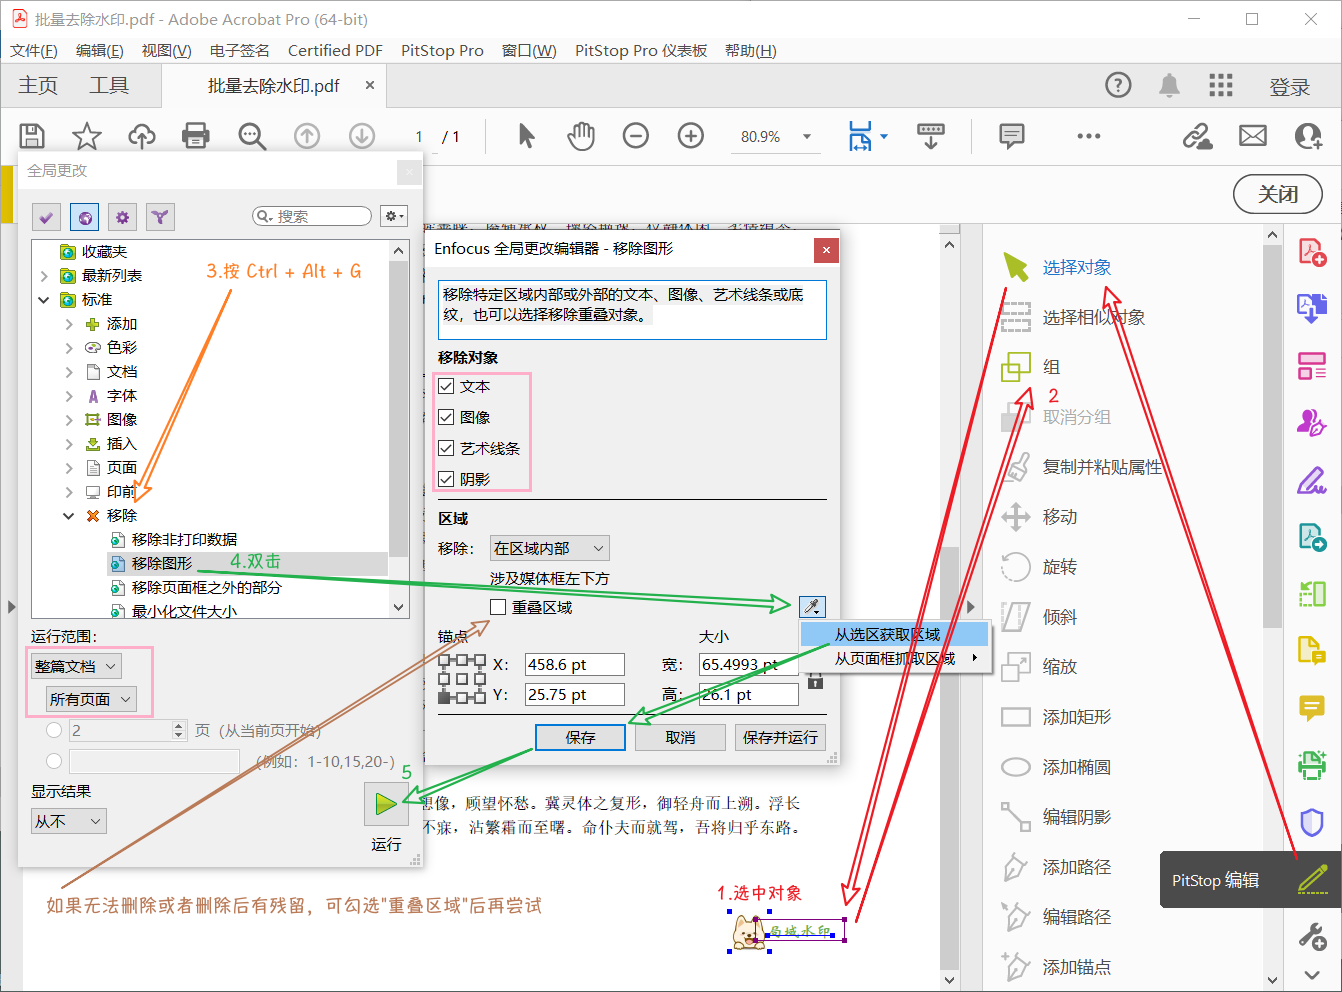 批量去除水印.pdf - Adobe Acrobat Pro (64-bit)
文件(F) 编辑(E) 视图(V) 电子签名 Certified PDF PitStop Pro 窗口(W) PitStop Pro 仪表板 帮助(H)
主页 工具 批量去除水印.pdf × 登录
1 / 1 80.9%
关闭
全局更改
搜索
收藏夹
最新列表
标准
添加
色彩
文档
字体
图像
插入
页面
印前
移除
移除非打印数据
移除图形
移除页面框之外的部分
最小化文件大小
3.按 Ctrl + Alt + G
4.双击
运行范围:
整篇文档
所有页面
2 页 (从当前页开始)
(例如: 1-10,15,20-)
显示结果
从不
5
运行
Enfocus 全局更改编辑器 - 移除图形
移除特定区域内部或外部的文本、图像、艺术线条或底
纹，也可以选择移除重叠对象。
移除对象
文本
图像
艺术线条
阴影
区域
移除: 在区域内部
涉及媒体框左下方
重叠区域
从选区获取区域
从页面框抓取区域
锚点 大小
X: 458.6 pt 宽: 65.4993 pt
Y: 25.75 pt 高: 26.1 pt
保存 取消 保存并运行
想像，顾望怀愁。冀灵体之复形，御轻舟而上溯。浮长
不寐，沾繁霜而至曙。命仆夫而就驾，吾将归乎东路。
如果无法删除或者删除后有残留，可勾选"重叠区域"后再尝试
1.选中对象
局域水印
选择对象
选择相似对象
组
2
取消分组
复制并粘贴属性
移动
旋转
倾斜
缩放
添加矩形
添加椭圆
编辑阴影
添加路径
编辑路径
添加锚点
PitStop 编辑